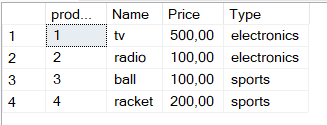 prod... Name Price Type
1 1 tv 500,00 electronics
2 2 radio 100,00 electronics
3 3 ball 100,00 sports
4 4 racket 200,00 sports